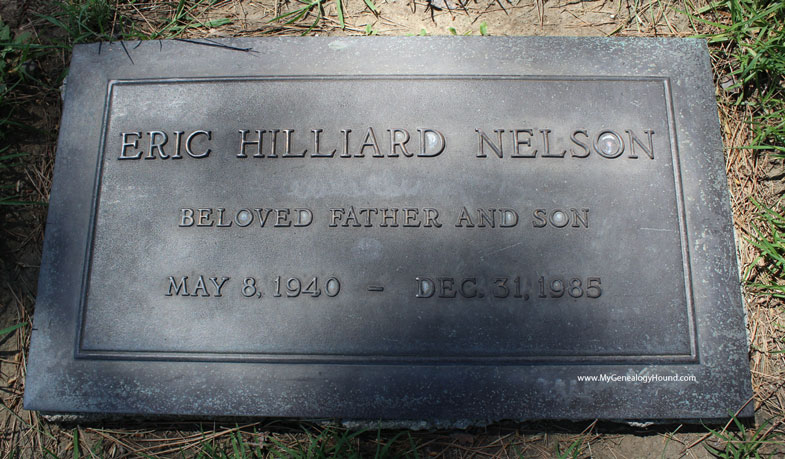 ERIC HILLIARD NELSON
BELOVED FATHER AND SON
MAY 8, 1940 – DEC. 31, 1985
www.MyGenealogyHound.com